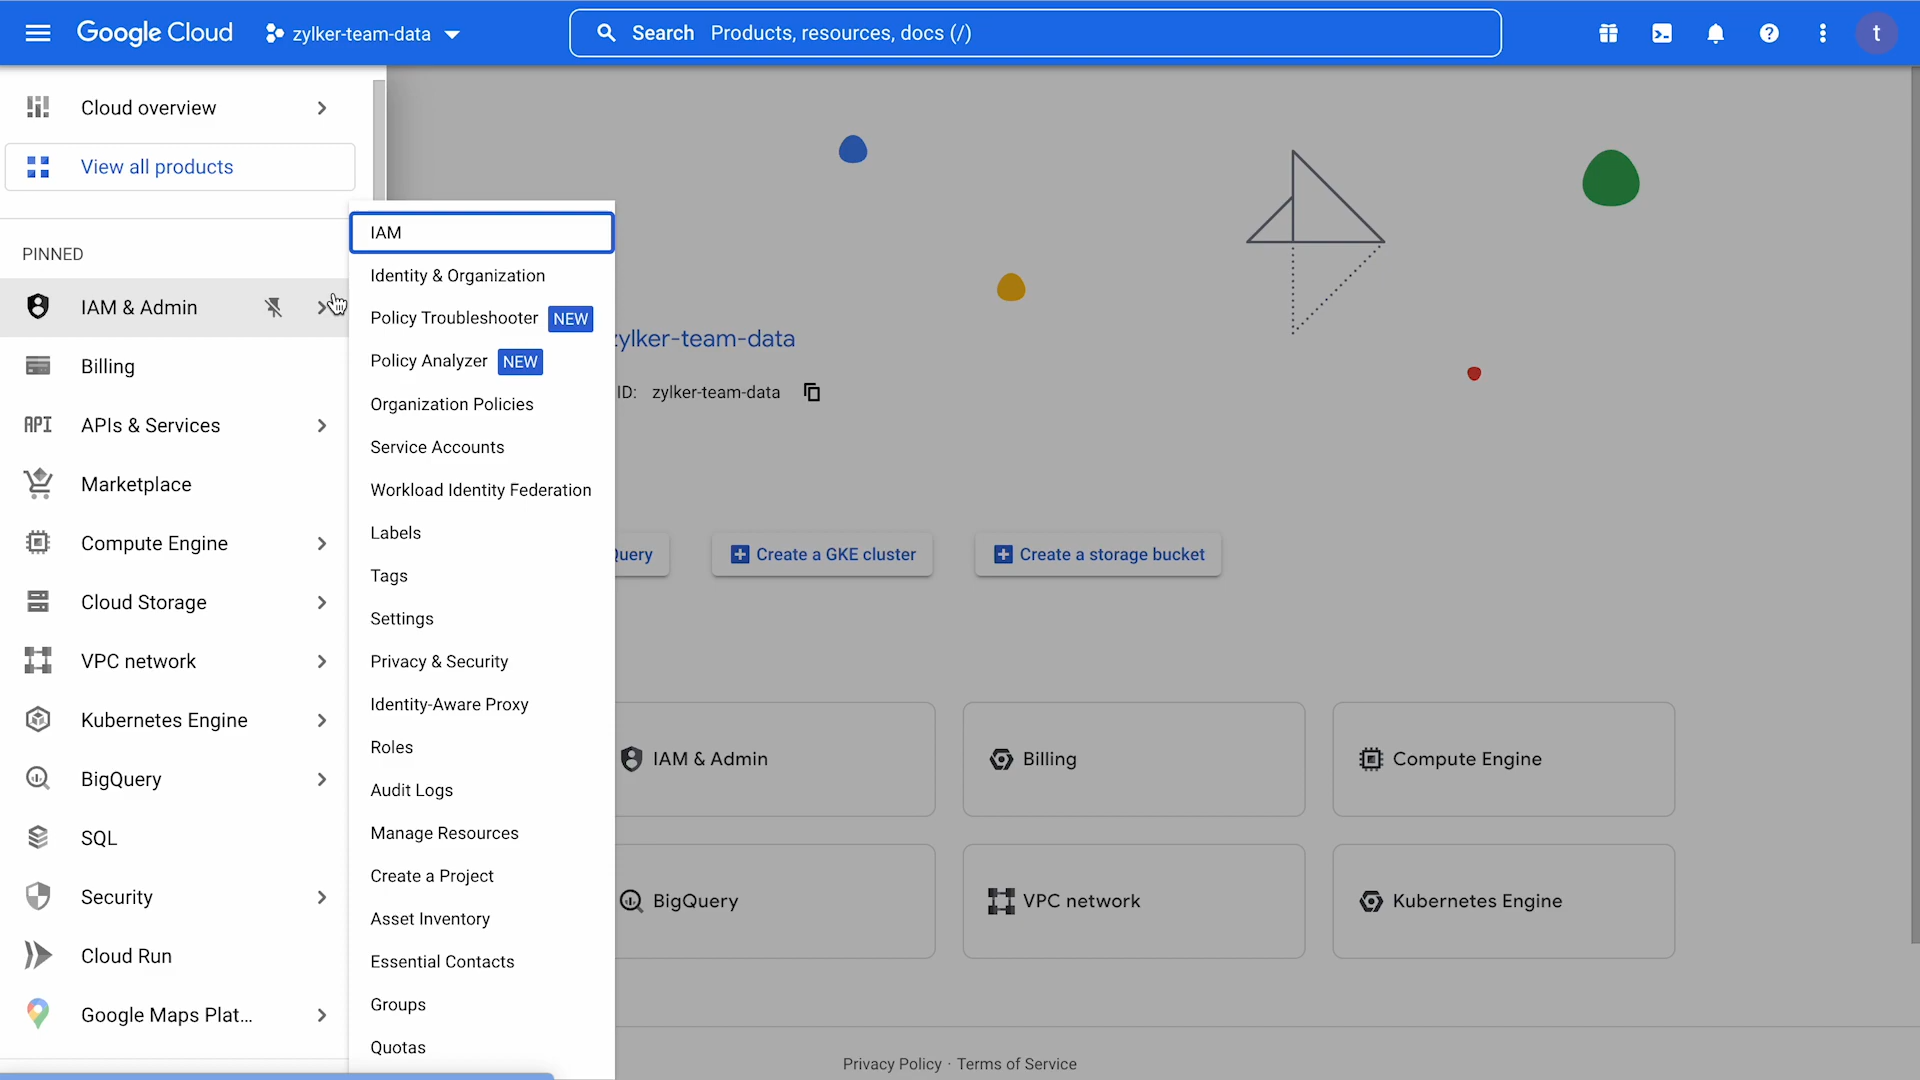 Google Cloud
zylker-team-data
Search Products, resources, docs (/)
t
Cloud overview
View all products
PINNED
IAM & Admin
Billing
API
APIs & Services
Marketplace
Compute Engine
Cloud Storage
VPC network
Kubernetes Engine
BigQuery
SQL
Security
Cloud Run
Google Maps Plat...
IAM
Identity & Organization
Policy Troubleshooter NEW
Policy Analyzer NEW
Organization Policies
Service Accounts
Workload Identity Federation
Labels
Tags
Settings
Privacy & Security
Identity-Aware Proxy
Roles
Audit Logs
Manage Resources
Create a Project
Asset Inventory
Essential Contacts
Groups
Quotas
zylker-team-data
ID: zylker-team-data
Create a GKE cluster
Create a storage bucket
IAM & Admin
Billing
Compute Engine
BigQuery
VPC network
Kubernetes Engine
Privacy Policy · Terms of Service